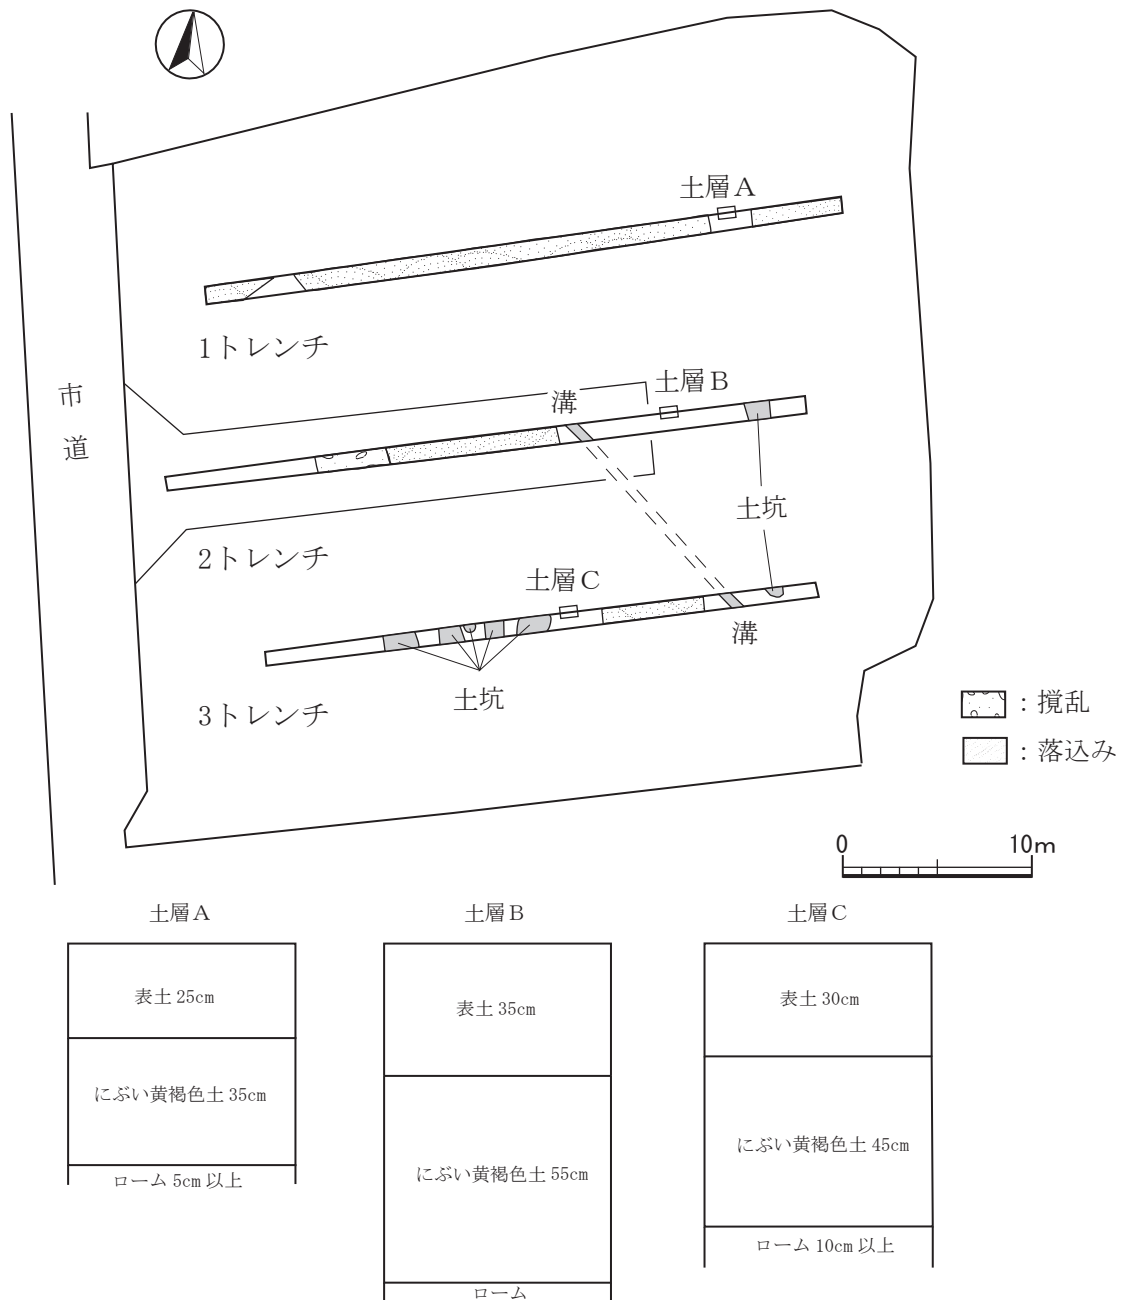 土層A
1トレンチ
市道
土層B
溝
土坑
2トレンチ
土層C
溝
土坑
3トレンチ
：撹乱
：落込み
0 10m
土層A
土層B
土層C
表土 25cm
表土 35cm
表土 30cm
にぶい黄褐色土 35cm
にぶい黄褐色土 55cm
にぶい黄褐色土 45cm
ローム 5cm 以上
ローム
ローム 10cm 以上